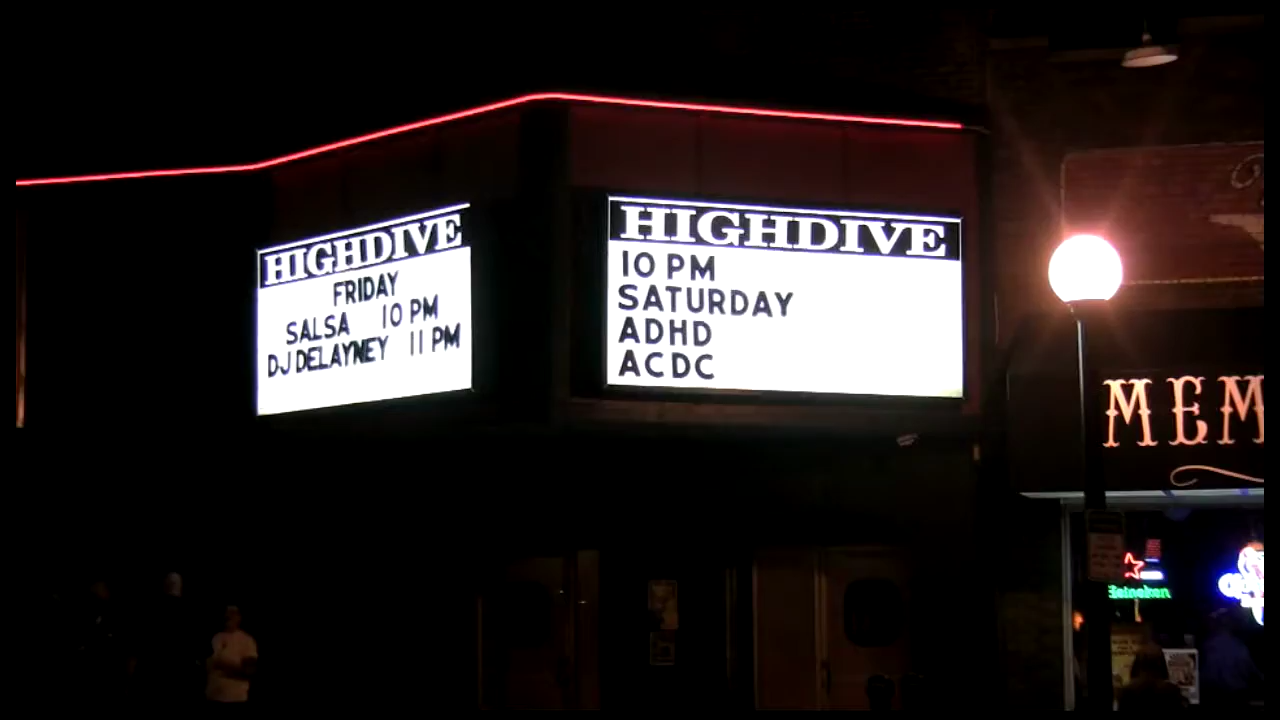 HIGHDIVE
FRIDAY
SALSA 10 PM
DJ DELAYNEY 11 PM
HIGHDIVE
10 PM
SATURDAY
ADHD
ACDC
MEM
Heineken